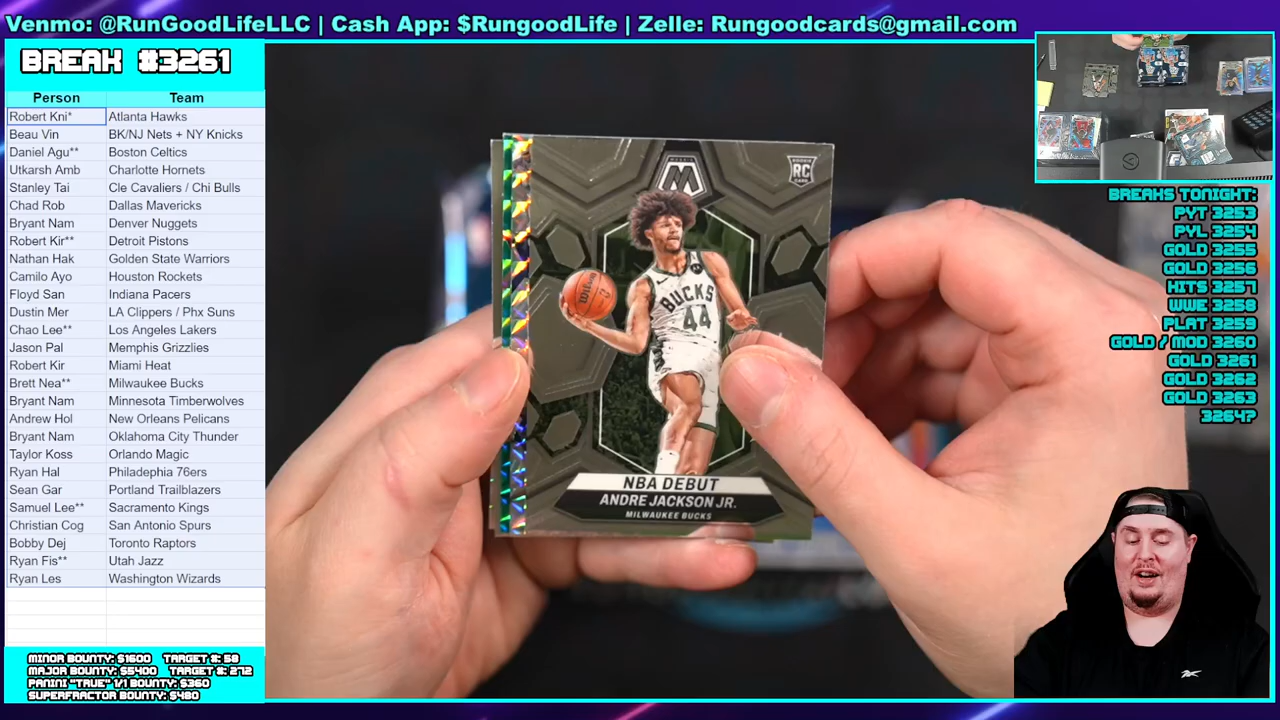 Venmo: @RunGoodLifeLLC | Cash App: $RungoodLife | Zelle: Rungoodcards@gmail.com
BREAK #3261
Person Team
Robert Kni* Atlanta Hawks
Beau Vin BK/NJ Nets + NY Knicks
Daniel Agu** Boston Celtics
Utkarsh Amb Charlotte Hornets
Stanley Tai Cle Cavaliers / Chi Bulls
Chad Rob Dallas Mavericks
Bryant Nam Denver Nuggets
Robert Kir** Detroit Pistons
Nathan Hak Golden State Warriors
Camilo Ayo Houston Rockets
Floyd San Indiana Pacers
Dustin Mer LA Clippers / Phx Suns
Chao Lee** Los Angeles Lakers
Jason Pal Memphis Grizzlies
Robert Kir Miami Heat
Brett Nea** Milwaukee Bucks
Bryant Nam Minnesota Timberwolves
Andrew Hol New Orleans Pelicans
Bryant Nam Oklahoma City Thunder
Taylor Koss Orlando Magic
Ryan Hal Philadephia 76ers
Sean Gar Portland Trailblazers
Samuel Lee** Sacramento Kings
Christian Cog San Antonio Spurs
Bobby Dej Toronto Raptors
Ryan Fis** Utah Jazz
Ryan Les Washington Wizards
MINOR BOUNTY: $1600 TARGET #: 58
MAJOR BOUNTY: $5400 TARGET #: 272
PANINI "TRUE" 1/1 BOUNTY: $360
SUPERFRACTOR BOUNTY: $480
MOSAIC
M
ROOKIE
RC
CARD
Wilson
BUCKS
44
NBA DEBUT
ANDRE JACKSON JR.
MILWAUKEE BUCKS
BREAKS TONIGHT:
PYT 3253
PYL 3254
GOLD 3255
GOLD 3256
HITS 3257
WWE 3258
PLAT 3259
GOLD / MOD 3260
GOLD 3261
GOLD 3262
GOLD 3263
3264?